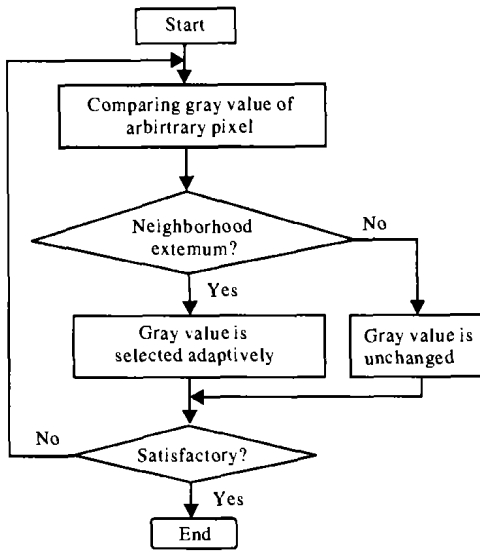 Start
Comparing gray value of
arbirtrary pixel
Neighborhood
extemum?
No
Yes
Gray value is
selected adaptively
Gray value is
unchanged
No
Satisfactory?
Yes
End